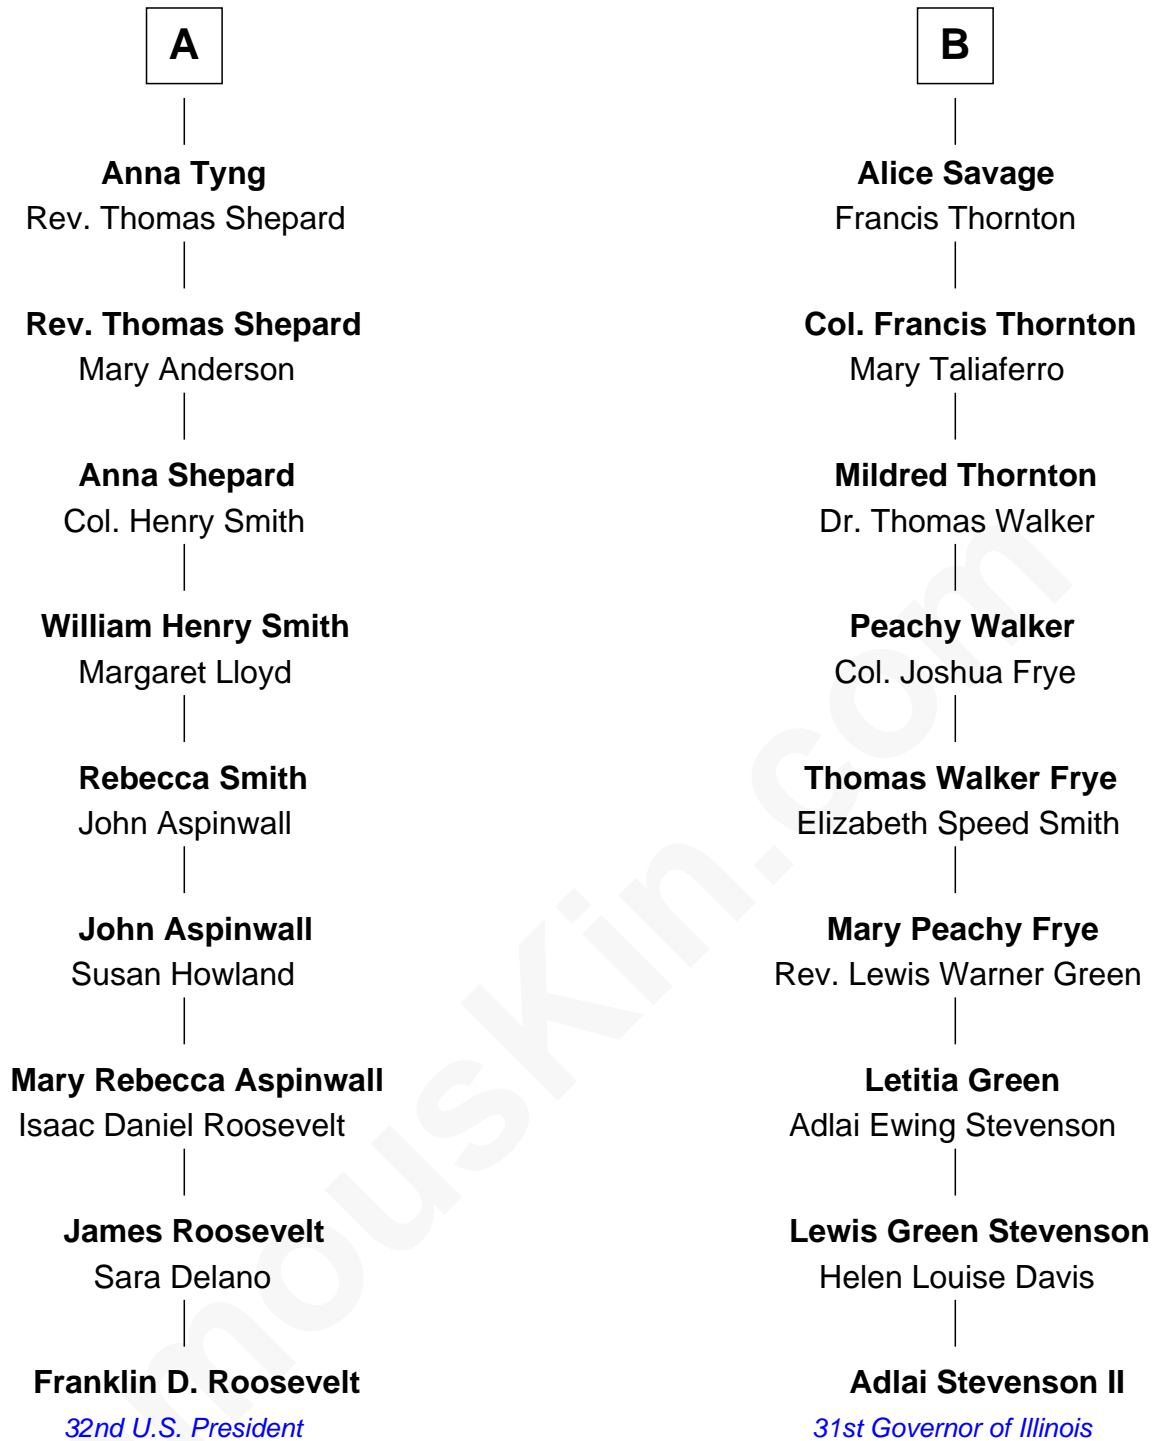 A
B
Anna Tyng
Rev. Thomas Shepard
Alice Savage
Francis Thornton
Rev. Thomas Shepard
Mary Anderson
Col. Francis Thornton
Mary Taliaferro
Anna Shepard
Col. Henry Smith
Mildred Thornton
Dr. Thomas Walker
William Henry Smith
Margaret Lloyd
Peachy Walker
Col. Joshua Frye
Rebecca Smith
John Aspinwall
Thomas Walker Frye
Elizabeth Speed Smith
John Aspinwall
Susan Howland
Mary Peachy Frye
Rev. Lewis Warner Green
Mary Rebecca Aspinwall
Isaac Daniel Roosevelt
Letitia Green
Adlai Ewing Stevenson
James Roosevelt
Sara Delano
Lewis Green Stevenson
Helen Louise Davis
Franklin D. Roosevelt
32nd U.S. President
Adlai Stevenson II
31st Governor of Illinois
mousKin.com